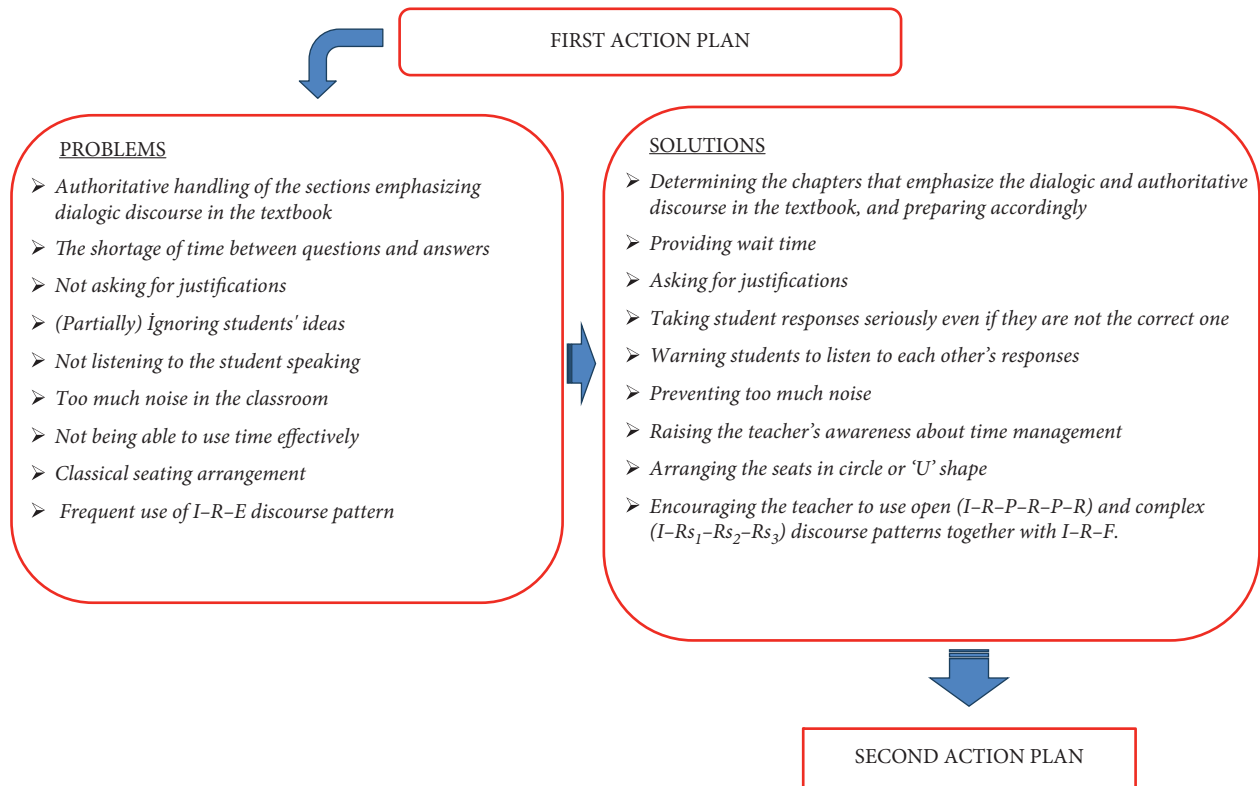 FIRST ACTION PLAN
PROBLEMS
➢ Authoritative handling of the sections emphasizing
dialogic discourse in the textbook
➢ The shortage of time between questions and answers
➢ Not asking for justifications
➢ (Partially) İgnoring students' ideas
➢ Not listening to the student speaking
➢ Too much noise in the classroom
➢ Not being able to use time effectively
➢ Classical seating arrangement
➢ Frequent use of I–R–E discourse pattern
SOLUTIONS
➢ Determining the chapters that emphasize the dialogic and authoritative
discourse in the textbook, and preparing accordingly
➢ Providing wait time
➢ Asking for justifications
➢ Taking student responses seriously even if they are not the correct one
➢ Warning students to listen to each other’s responses
➢ Preventing too much noise
➢ Raising the teacher’s awareness about time management
➢ Arranging the seats in circle or ‘U’ shape
➢ Encouraging the teacher to use open (I–R–P–R–P–R) and complex
(I–Rs₁–Rs₂–Rs₃) discourse patterns together with I–R–F.
SECOND ACTION PLAN